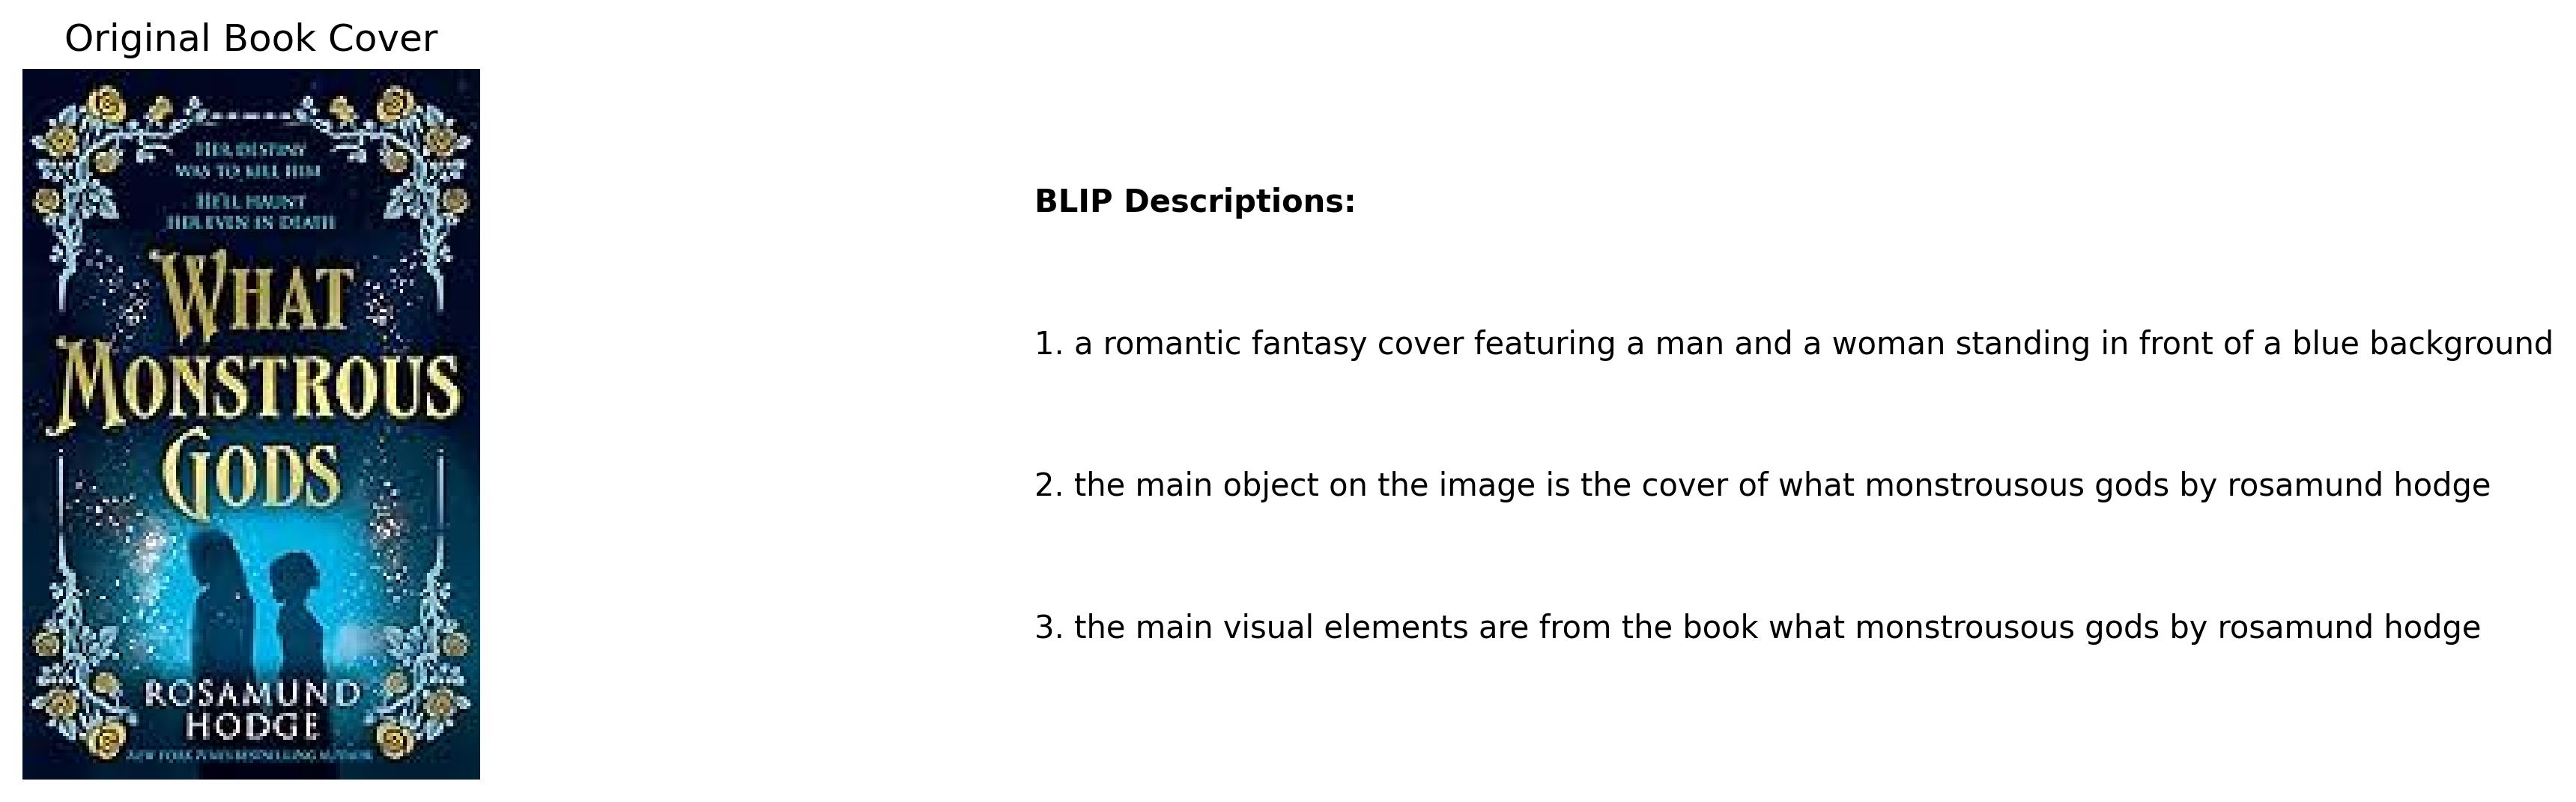 Original Book Cover
HER DESTINY
WAS TO KILL HIM
HE'LL HAUNT
HER EVEN IN DEATH
WHAT
MONSTROUS
GODS
ROSAMUND
HODGE
NEW YORK TIMES BESTSELLING AUTHOR
BLIP Descriptions:
1. a romantic fantasy cover featuring a man and a woman standing in front of a blue background
2. the main object on the image is the cover of what monstrousous gods by rosamund hodge
3. the main visual elements are from the book what monstrousous gods by rosamund hodge